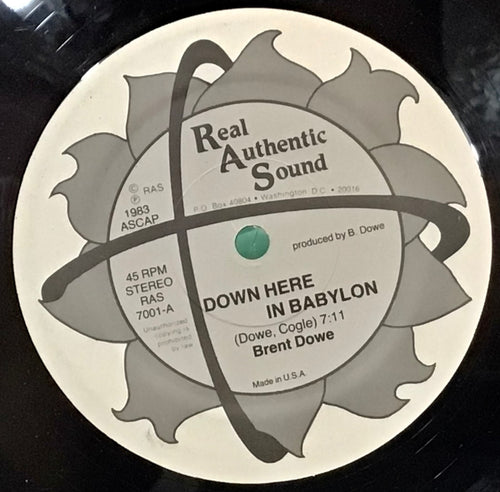 Real
Authentic
Sound
P.O. Box 40804 • Washington D.C. • 20016
© RAS
℗
1983
ASCAP
produced by B. Dowe
45 RPM
STEREO
RAS
7001-A
Unauthorized
copying is
prohibited
by law
DOWN HERE
IN BABYLON
(Dowe, Cogle) 7:11
Brent Dowe
Made in U.S.A.